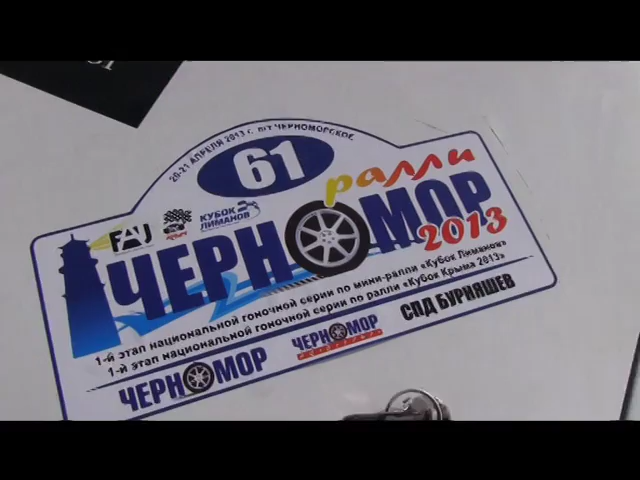 61
20-21 АПРЕЛЯ 2013 г. пгт ЧЕРНОМОРСКОЕ
61
ралли
FAU
КУБОК
ЛИМАНОВ
ЧЕРНОМОР
2013
1-й этап национальной гоночной серии по мини-ралли «Кубок Лиманов»
1-й этап национальной гоночной серии по ралли «Кубок Крыма 2013»
ЧЕРНОМОР
ЧЕРНОМОР
СПД БУРНЯШЕВ